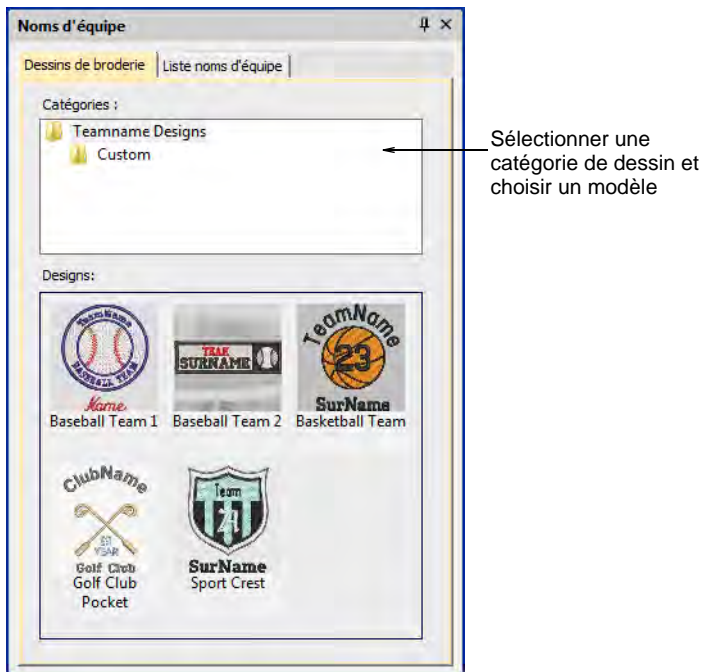 Noms d'équipe
Dessins de broderie
Liste noms d'équipe
Catégories :
Teamname Designs
Custom
Sélectionner une
catégorie de dessin et
choisir un modèle
Designs:
TeamName
BASEBALL TEAM
Name
Baseball Team 1
TEAM
SURNAME
Baseball Team 2
TeamName
23
SurName
Basketball Team
ClubName
EST
YEAR
Golf Club
Golf Club
Pocket
Team
SurName
Sport Crest